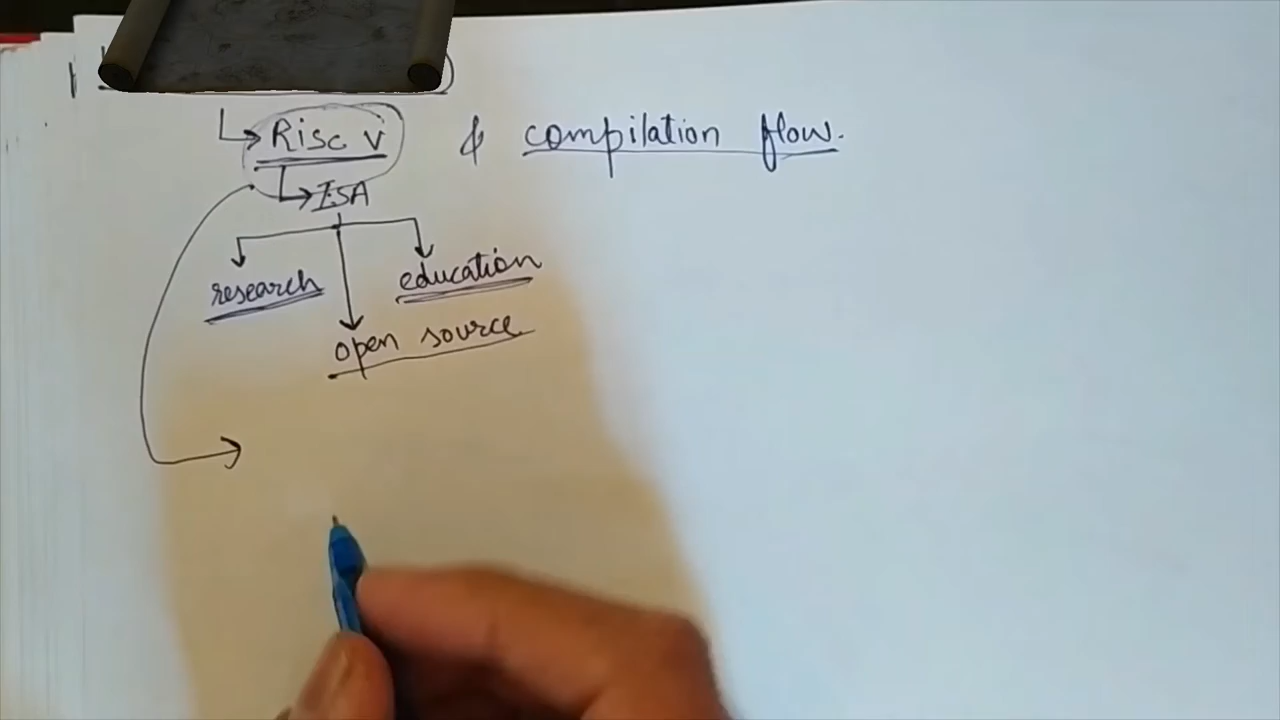 Risc v & compilation flow.
ISA
research education
open source